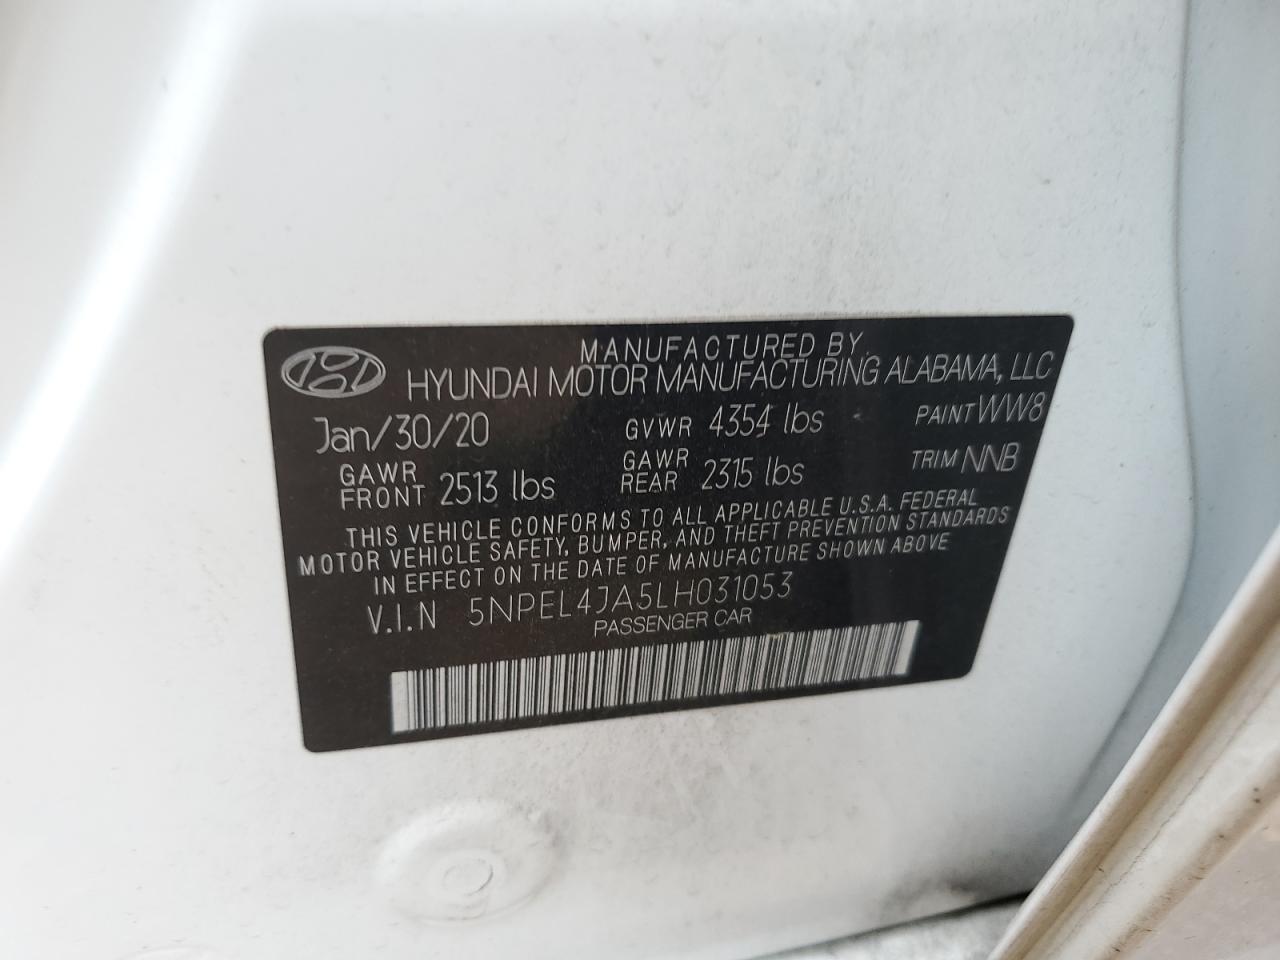 MANUFACTURED BY
HYUNDAI MOTOR MANUFACTURING ALABAMA, LLC
Jan/30/20 GVWR 4354 lbs PAINT WW8
GAWR FRONT 2513 lbs GAWR REAR 2315 lbs TRIM NNB
THIS VEHICLE CONFORMS TO ALL APPLICABLE U.S.A. FEDERAL
MOTOR VEHICLE SAFETY, BUMPER, AND THEFT PREVENTION STANDARDS
IN EFFECT ON THE DATE OF MANUFACTURE SHOWN ABOVE
V.I.N 5NPEL4JA5LH031053
PASSENGER CAR